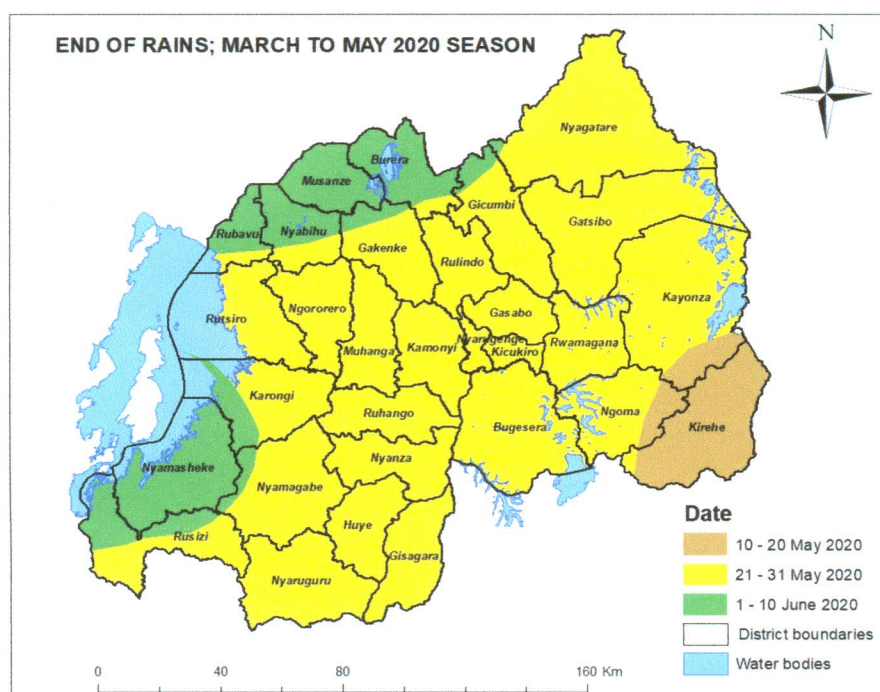 END OF RAINS; MARCH TO MAY 2020 SEASON
N
Nyagatare
Burera
Musanze
Gicumbi
Rubavu
Nyabihu
Gatsibo
Gakenke
Rulindo
Kayonza
Rutsiro
Ngororero
Gasabo
Nyarugenge
Kicukiro
Rwamagana
Muhanga
Kamonyi
Karongi
Ruhango
Bugesera
Ngoma
Kirehe
Nyamasheke
Nyanza
Nyamagabe
Huye
Rusizi
Gisagara
Nyaruguru
Date
10 - 20 May 2020
21 - 31 May 2020
1 - 10 June 2020
District boundaries
Water bodies
0 40 80 160 Km